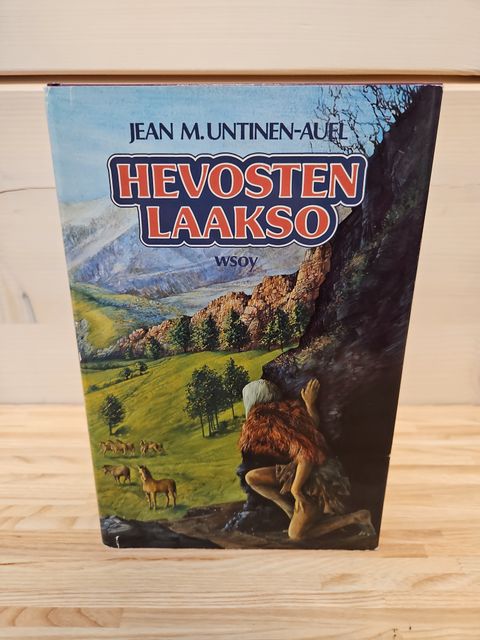 JEAN M. UNTINEN-AUEL
HEVOSTEN
LAAKSO
WSOY